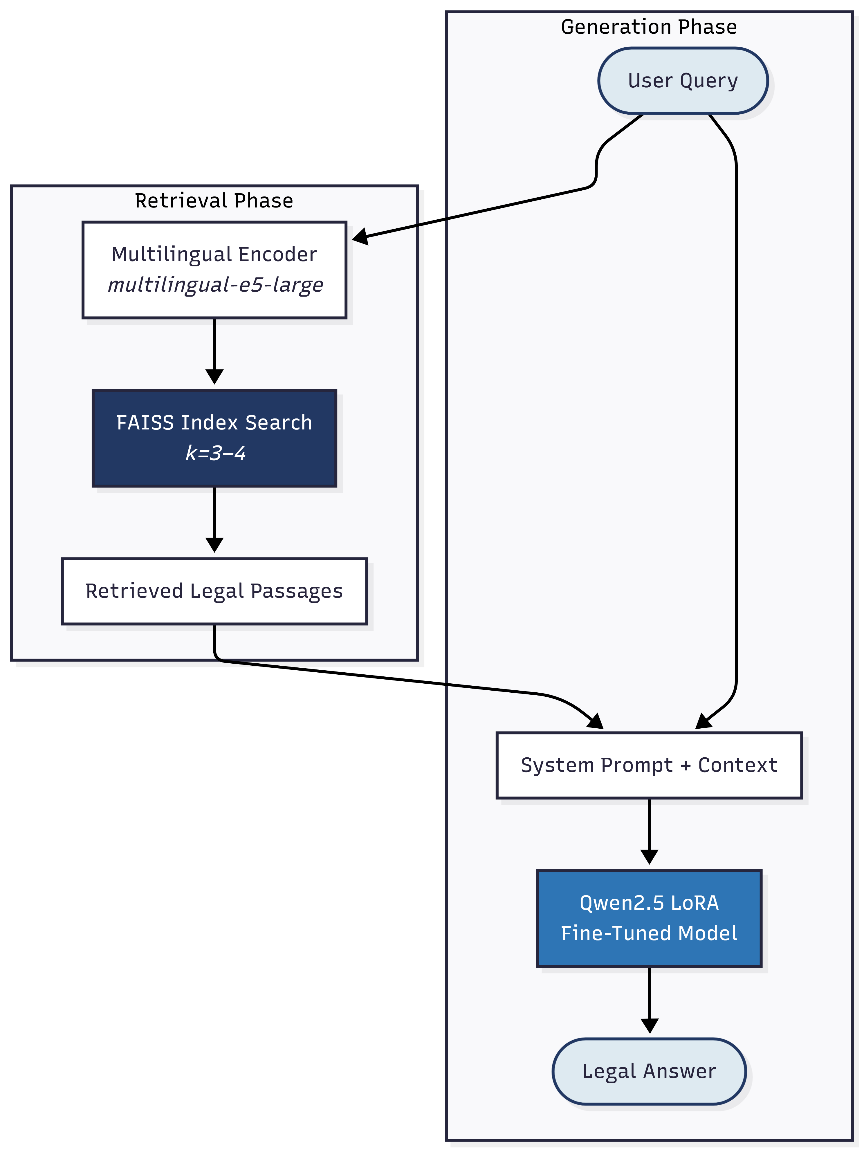 Generation Phase
User Query
Retrieval Phase
Multilingual Encoder
multilingual-e5-large
FAISS Index Search
k=3–4
Retrieved Legal Passages
System Prompt + Context
Qwen2.5 LoRA
Fine-Tuned Model
Legal Answer